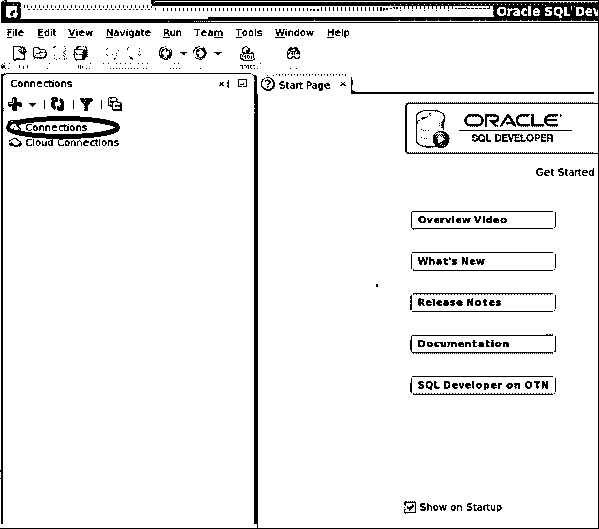 Oracle SQL Dev
File Edit View Navigate Run Team Tools Window Help
Connections
Start Page
Connections
Cloud Connections
ORACLE
SQL DEVELOPER
Get Started
Overview Video
What's New
Release Notes
Documentation
SQL Developer on OTN
Show on Startup